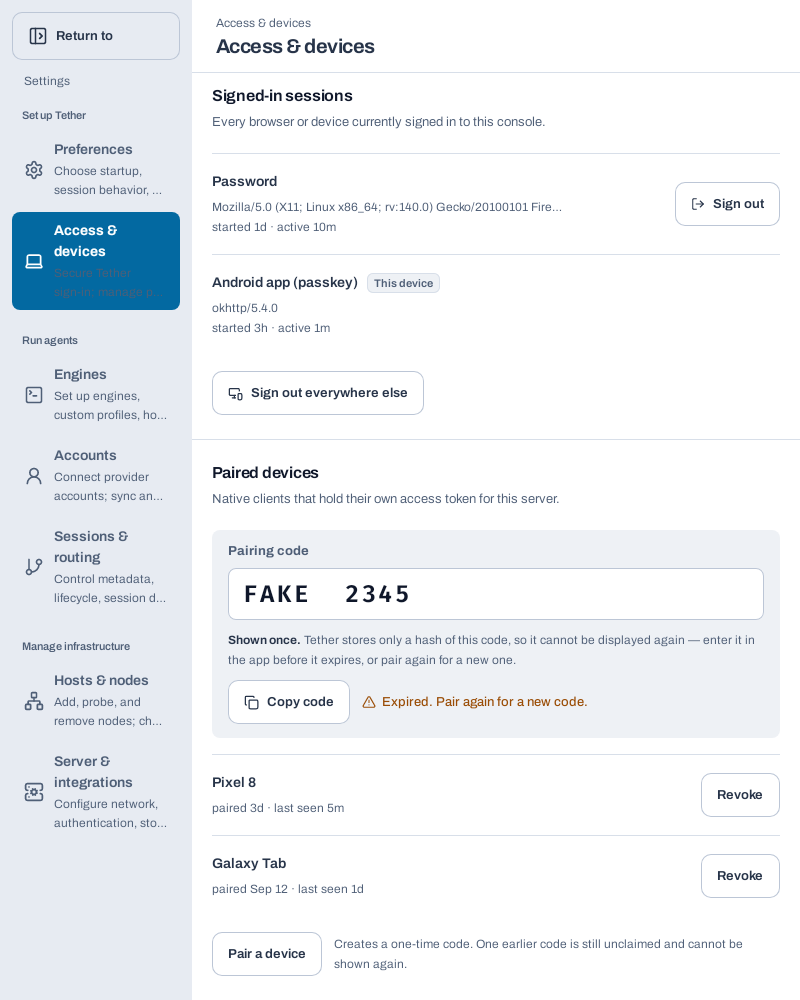 Return to
Settings
Set up Tether
Preferences
Choose startup,
session behavior, ...
Access &
devices
Secure Tether
sign-in; manage p...
Run agents
Engines
Set up engines,
custom profiles, ho...
Accounts
Connect provider
accounts; sync an...
Sessions &
routing
Control metadata,
lifecycle, session d...
Manage infrastructure
Hosts & nodes
Add, probe, and
remove nodes; ch...
Server &
integrations
Configure network,
authentication, sto...
Access & devices
Access & devices
Signed-in sessions
Every browser or device currently signed in to this console.
Password
Mozilla/5.0 (X11; Linux x86_64; rv:140.0) Gecko/20100101 Fire...
started 1d · active 10m
Sign out
Android app (passkey) This device
okhttp/5.4.0
started 3h · active 1m
Sign out everywhere else
Paired devices
Native clients that hold their own access token for this server.
Pairing code
FAKE 2345
Shown once. Tether stores only a hash of this code, so it cannot be displayed again — enter it in
the app before it expires, or pair again for a new one.
Copy code
Expired. Pair again for a new code.
Pixel 8
paired 3d · last seen 5m
Revoke
Galaxy Tab
paired Sep 12 · last seen 1d
Revoke
Pair a device
Creates a one-time code. One earlier code is still unclaimed and cannot be
shown again.